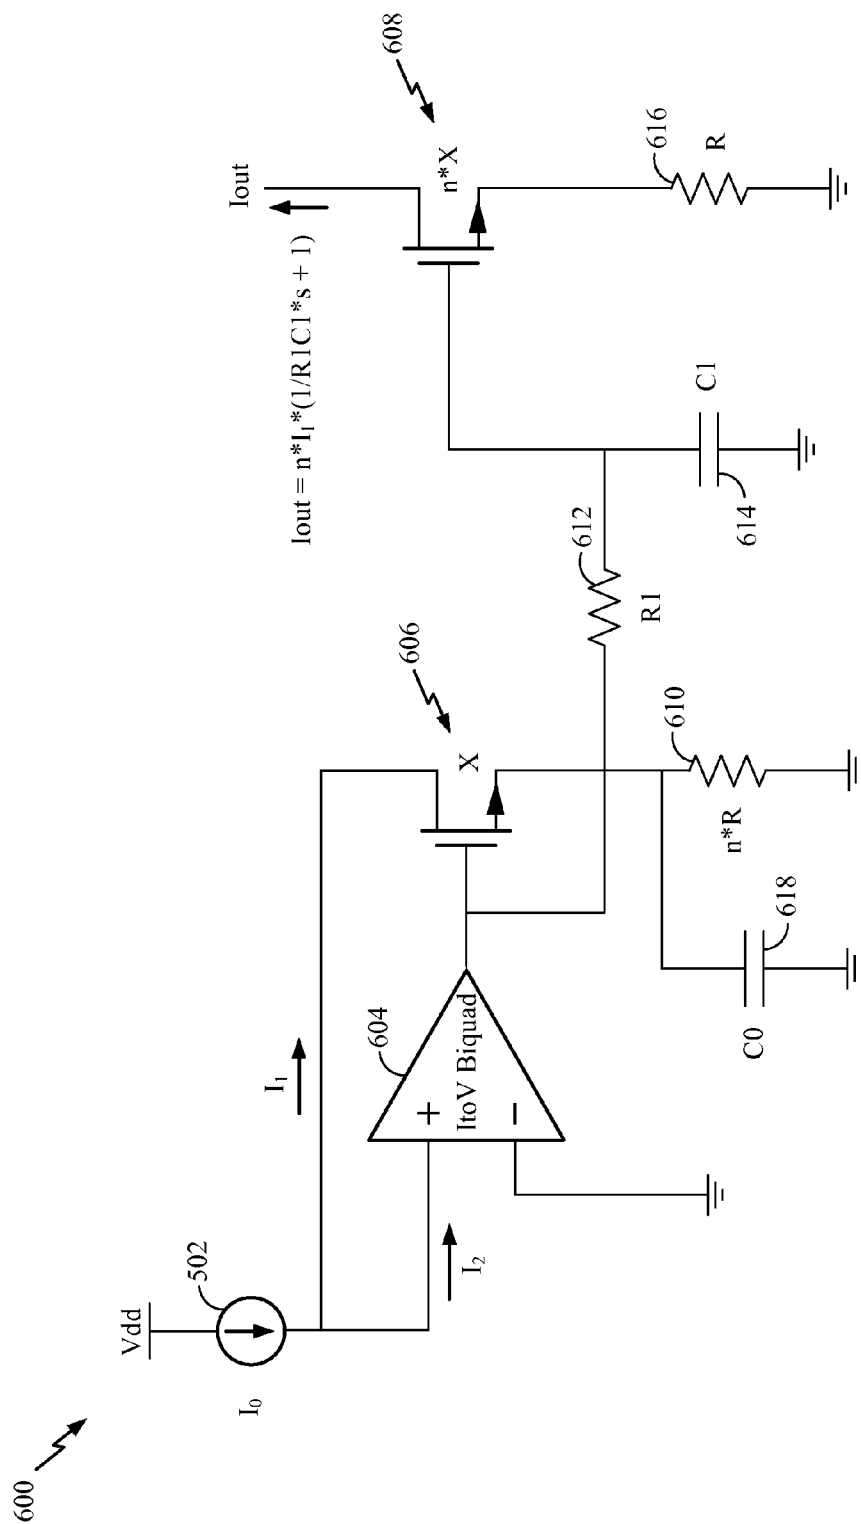 600
Vdd
502
I₀
I₁
I₂
604
ItoV Biquad
+
−
606
X
610
n*R
618
C0
612
R1
614
C1
Iout = n*I₁*(1/R1C1*s + 1)
Iout
608
n*X
616
R